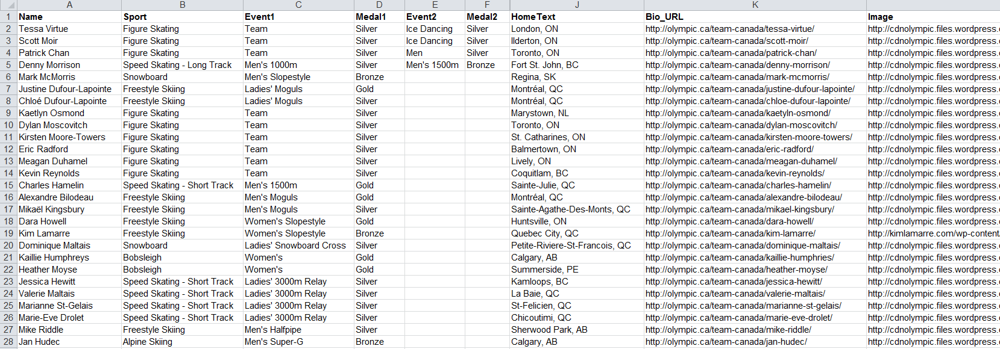 A B C D E F J K
1 Name Sport Event1 Medal1 Event2 Medal2 HomeText Bio_URL Image
2 Tessa Virtue Figure Skating Team Silver Ice Dancing Silver London, ON http://olympic.ca/team-canada/tessa-virtue/ http://cdnolympic.files.wordpress.
3 Scott Moir Figure Skating Team Silver Ice Dancing Silver Ilderton, ON http://olympic.ca/team-canada/scott-moir/ http://cdnolympic.files.wordpress.
4 Patrick Chan Figure Skating Team Silver Men Silver Toronto, ON http://olympic.ca/team-canada/patrick-chan/ http://cdnolympic.files.wordpress.
5 Denny Morrison Speed Skating - Long Track Men's 1000m Silver Men's 1500m Bronze Fort St. John, BC http://olympic.ca/team-canada/denny-morrison/ http://cdnolympic.files.wordpress.
6 Mark McMorris Snowboard Men's Slopestyle Bronze Regina, SK http://olympic.ca/team-canada/mark-mcmorris/ http://cdnolympic.files.wordpress.
7 Justine Dufour-Lapointe Freestyle Skiing Ladies' Moguls Gold Montréal, QC http://olympic.ca/team-canada/justine-dufour-lapointe/ http://cdnolympic.files.wordpress.
8 Chloé Dufour-Lapointe Freestyle Skiing Ladies' Moguls Silver Montréal, QC http://olympic.ca/team-canada/chloe-dufour-lapointe/ http://cdnolympic.files.wordpress.
9 Kaetlyn Osmond Figure Skating Team Silver Marystown, NL http://olympic.ca/team-canada/kaetyln-osmond/ http://cdnolympic.files.wordpress.
10 Dylan Moscovitch Figure Skating Team Silver Toronto, ON http://olympic.ca/team-canada/dylan-moscovitch/ http://cdnolympic.files.wordpress.
11 Kirsten Moore-Towers Figure Skating Team Silver St. Catharines, ON http://olympic.ca/team-canada/kirsten-moore-towers/ http://cdnolympic.files.wordpress.
12 Eric Radford Figure Skating Team Silver Balmertown, ON http://olympic.ca/team-canada/eric-radford/ http://cdnolympic.files.wordpress.
13 Meagan Duhamel Figure Skating Team Silver Lively, ON http://olympic.ca/team-canada/meagan-duhamel/ http://cdnolympic.files.wordpress.
14 Kevin Reynolds Figure Skating Team Silver Coquitlam, BC http://olympic.ca/team-canada/kevin-reynolds/ http://cdnolympic.files.wordpress.
15 Charles Hamelin Speed Skating - Short Track Men's 1500m Gold Sainte-Julie, QC http://olympic.ca/team-canada/charles-hamelin/ http://cdnolympic.files.wordpress.
16 Alexandre Bilodeau Freestyle Skiing Men's Moguls Gold Montréal, QC http://olympic.ca/team-canada/alexandre-bilodeau/ http://cdnolympic.files.wordpress.
17 Mikaël Kingsbury Freestyle Skiing Men's Moguls Silver Sainte-Agathe-Des-Monts, QC http://olympic.ca/team-canada/mikael-kingsbury/ http://cdnolympic.files.wordpress.
18 Dara Howell Freestyle Skiing Women's Slopestyle Gold Huntsville, ON http://olympic.ca/team-canada/dara-howell/ http://cdnolympic.files.wordpress.
19 Kim Lamarre Freestyle Skiing Women's Slopestyle Bronze Quebec City, QC http://olympic.ca/team-canada/kim-lamarre/ http://kimlamarre.com/wp-content/
20 Dominique Maltais Snowboard Ladies' Snowboard Cross Silver Petite-Riviere-St-Francois, QC http://olympic.ca/team-canada/dominique-maltais/ http://cdnolympic.files.wordpress.
21 Kaillie Humphreys Bobsleigh Women's Gold Calgary, AB http://olympic.ca/team-canada/kaillie-humphries/ http://cdnolympic.files.wordpress.
22 Heather Moyse Bobsleigh Women's Gold Summerside, PE http://olympic.ca/team-canada/heather-moyse/ http://cdnolympic.files.wordpress.
23 Jessica Hewitt Speed Skating - Short Track Ladies' 3000m Relay Silver Kamloops, BC http://olympic.ca/team-canada/jessica-hewitt/ http://cdnolympic.files.wordpress.
24 Valerie Maltais Speed Skating - Short Track Ladies' 3000m Relay Silver La Baie, QC http://olympic.ca/team-canada/valerie-maltais/ http://cdnolympic.files.wordpress.
25 Marianne St-Gelais Speed Skating - Short Track Ladies' 3000m Relay Silver St-Felicien, QC http://olympic.ca/team-canada/marianne-st-gelais/ http://cdnolympic.files.wordpress.
26 Marie-Eve Drolet Speed Skating - Short Track Ladies' 3000m Relay Silver Chicoutimi, QC http://olympic.ca/team-canada/marie-eve-drolet/ http://cdnolympic.files.wordpress.
27 Mike Riddle Freestyle Skiing Men's Halfpipe Silver Sherwood Park, AB http://olympic.ca/team-canada/mike-riddle/ http://cdnolympic.files.wordpress.
28 Jan Hudec Alpine Skiing Men's Super-G Bronze Calgary, AB http://olympic.ca/team-canada/jan-hudec/ http://cdnolympic.files.wordpress.